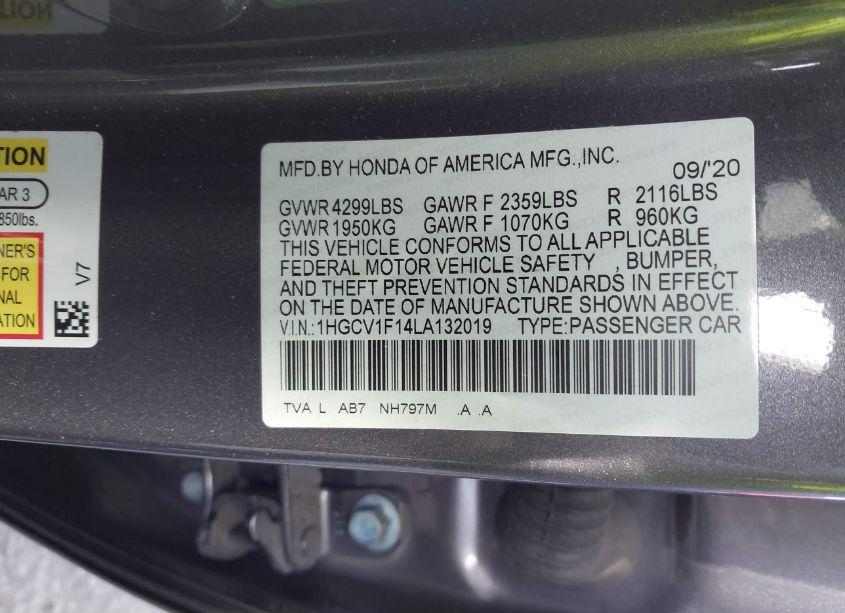 TION
AR 3
850lbs.
NER'S
FOR
NAL
ATION
V7
MFD.BY HONDA OF AMERICA MFG.,INC. 09/'20
GVWR 4299LBS GAWR F 2359LBS R 2116LBS
GVWR 1950KG GAWR F 1070KG R 960KG
THIS VEHICLE CONFORMS TO ALL APPLICABLE
FEDERAL MOTOR VEHICLE SAFETY , BUMPER,
AND THEFT PREVENTION STANDARDS IN EFFECT
ON THE DATE OF MANUFACTURE SHOWN ABOVE.
V.I.N.: 1HGCV1F14LA132019 TYPE:PASSENGER CAR
TVA L AB7 NH797M .A .A